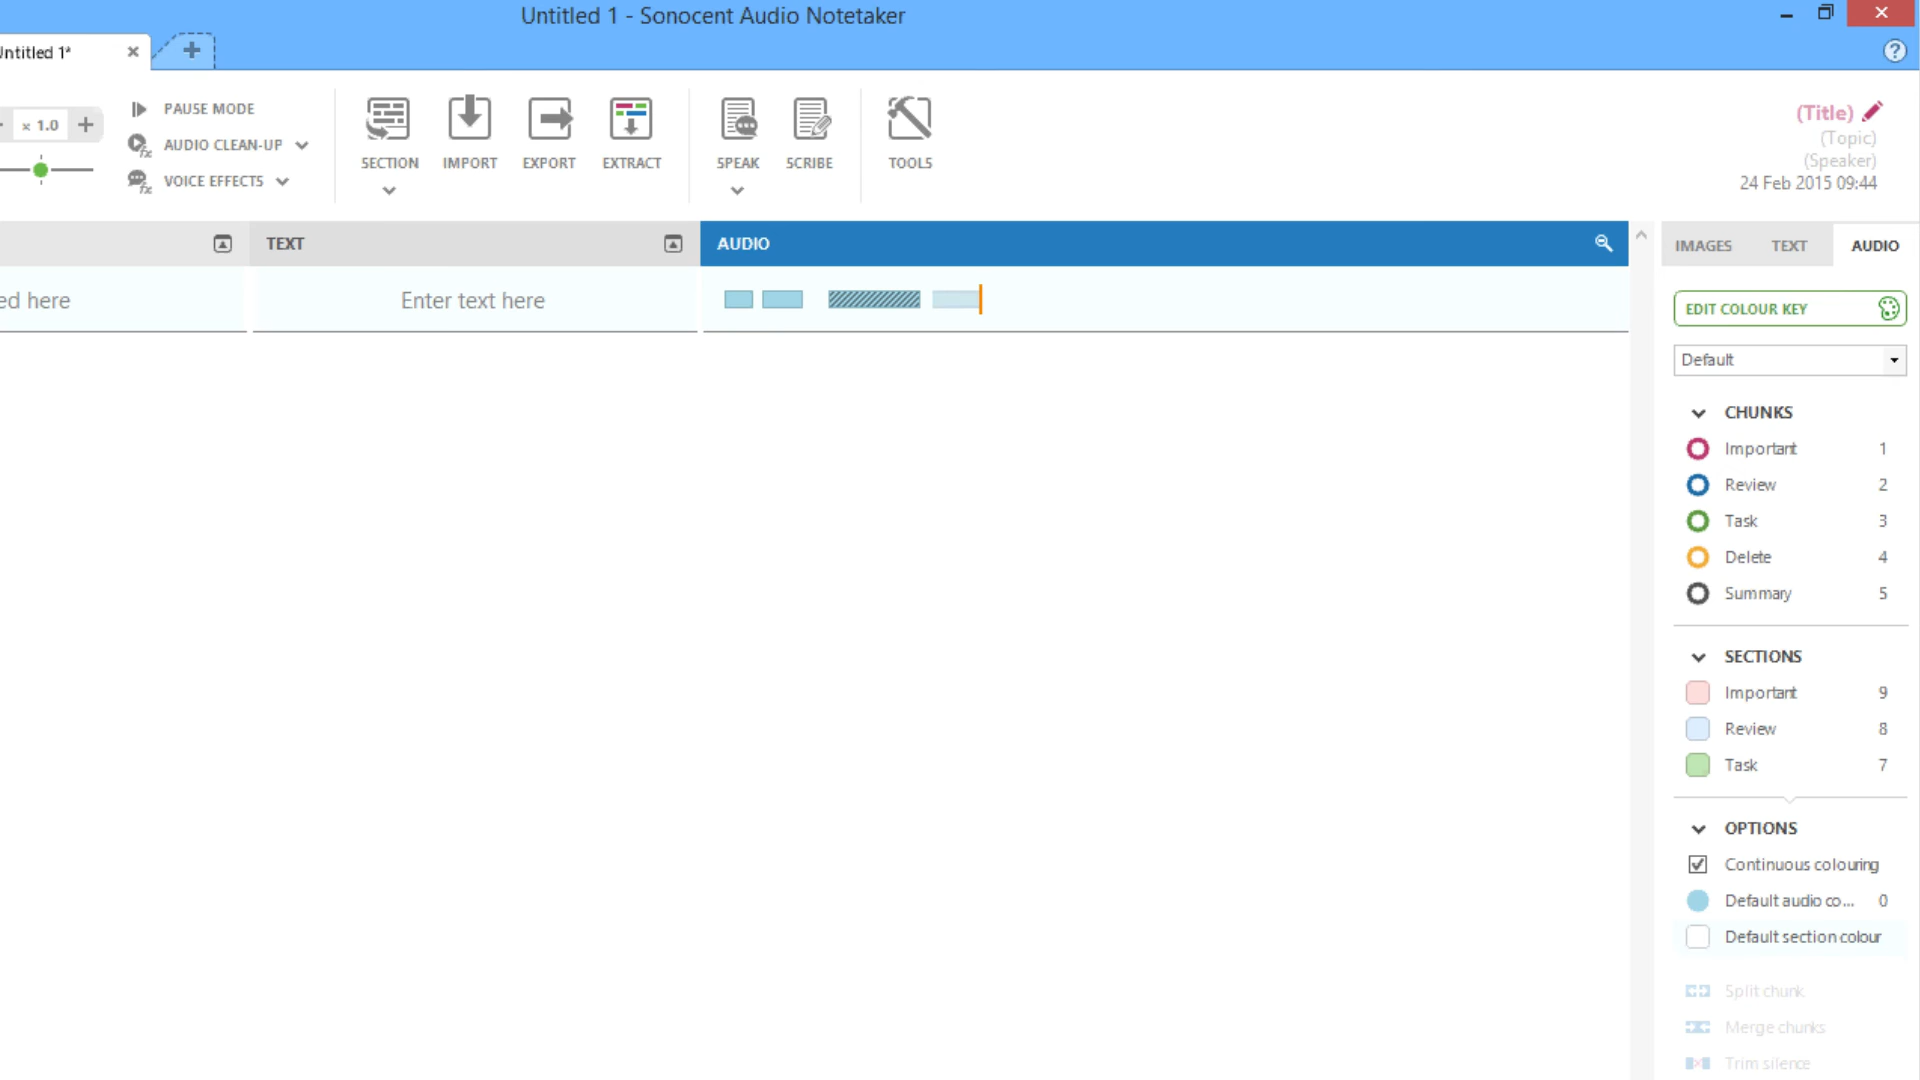 Untitled 1 - Sonocent Audio Notetaker
Untitled 1*
x 1.0
PAUSE MODE
AUDIO CLEAN-UP
VOICE EFFECTS
SECTION
IMPORT
EXPORT
EXTRACT
SPEAK
SCRIBE
TOOLS
(Title)
(Topic)
(Speaker)
24 Feb 2015 09:44
TEXT
AUDIO
ed here
Enter text here
IMAGES
TEXT
AUDIO
EDIT COLOUR KEY
Default
CHUNKS
Important 1
Review 2
Task 3
Delete 4
Summary 5
SECTIONS
Important 9
Review 8
Task 7
OPTIONS
Continuous colouring
Default audio co... 0
Default section colour
Split chunk
Merge chunks
Trim silence